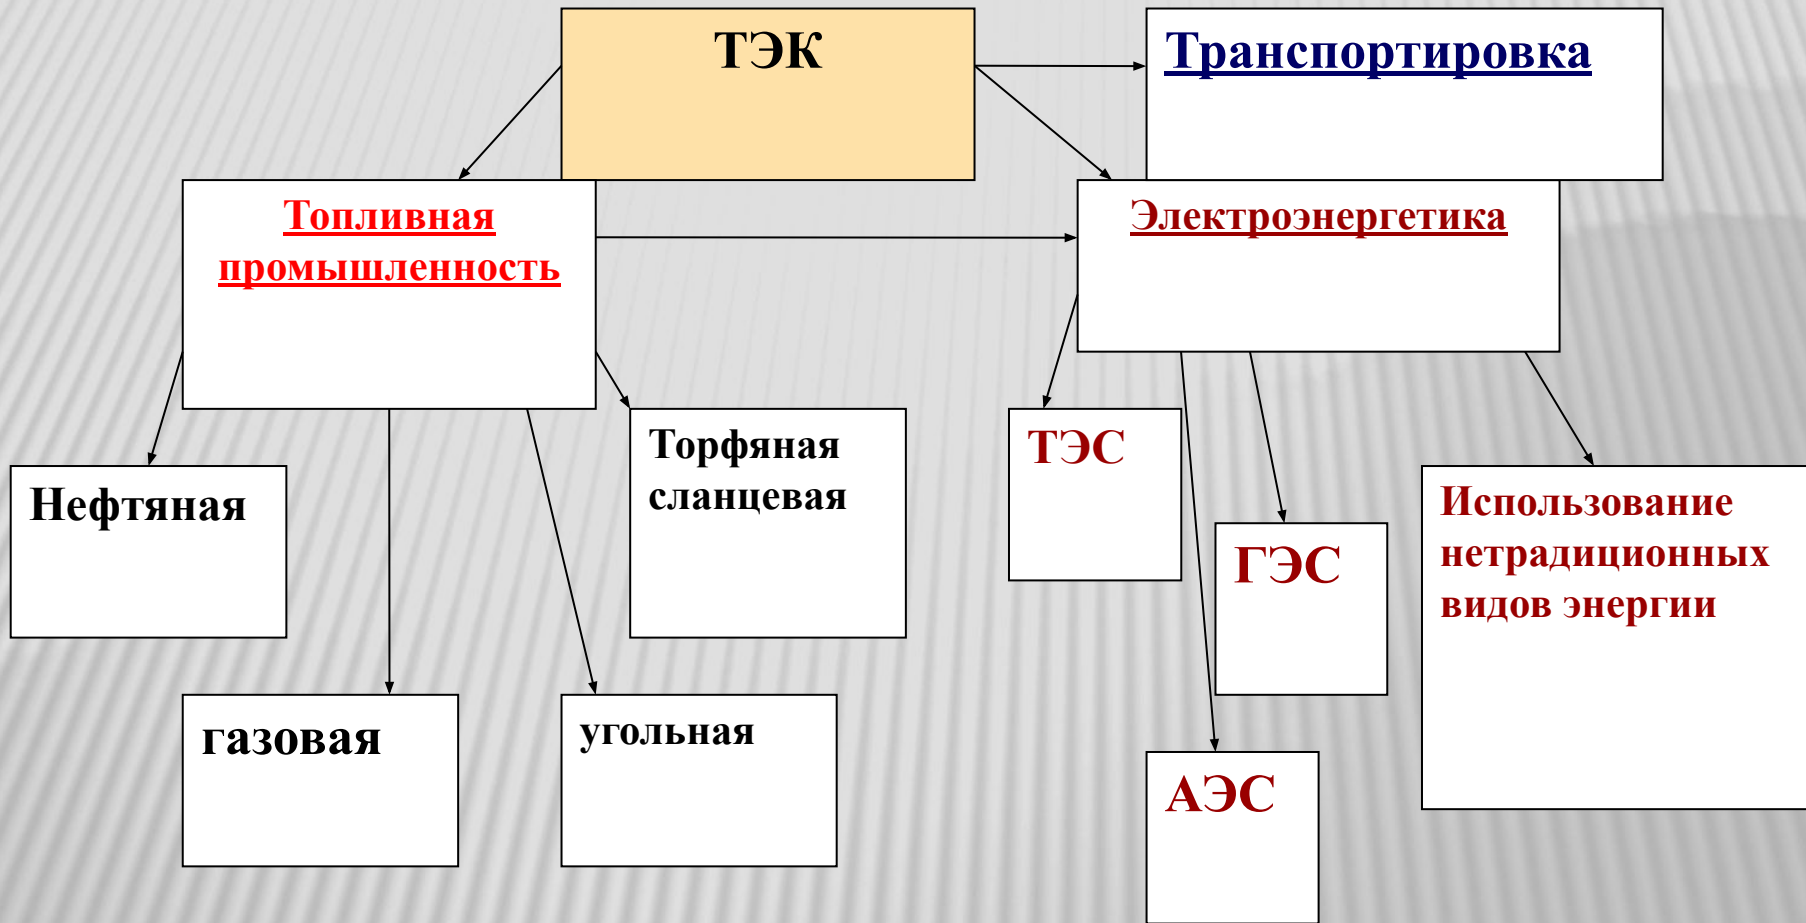 ТЭК
Транспортировка
Топливная
промышленность
Электроэнергетика
Нефтяная
Торфяная
сланцевая
ТЭС
ГЭС
Использование
нетрадиционных
видов энергии
газовая
угольная
АЭС